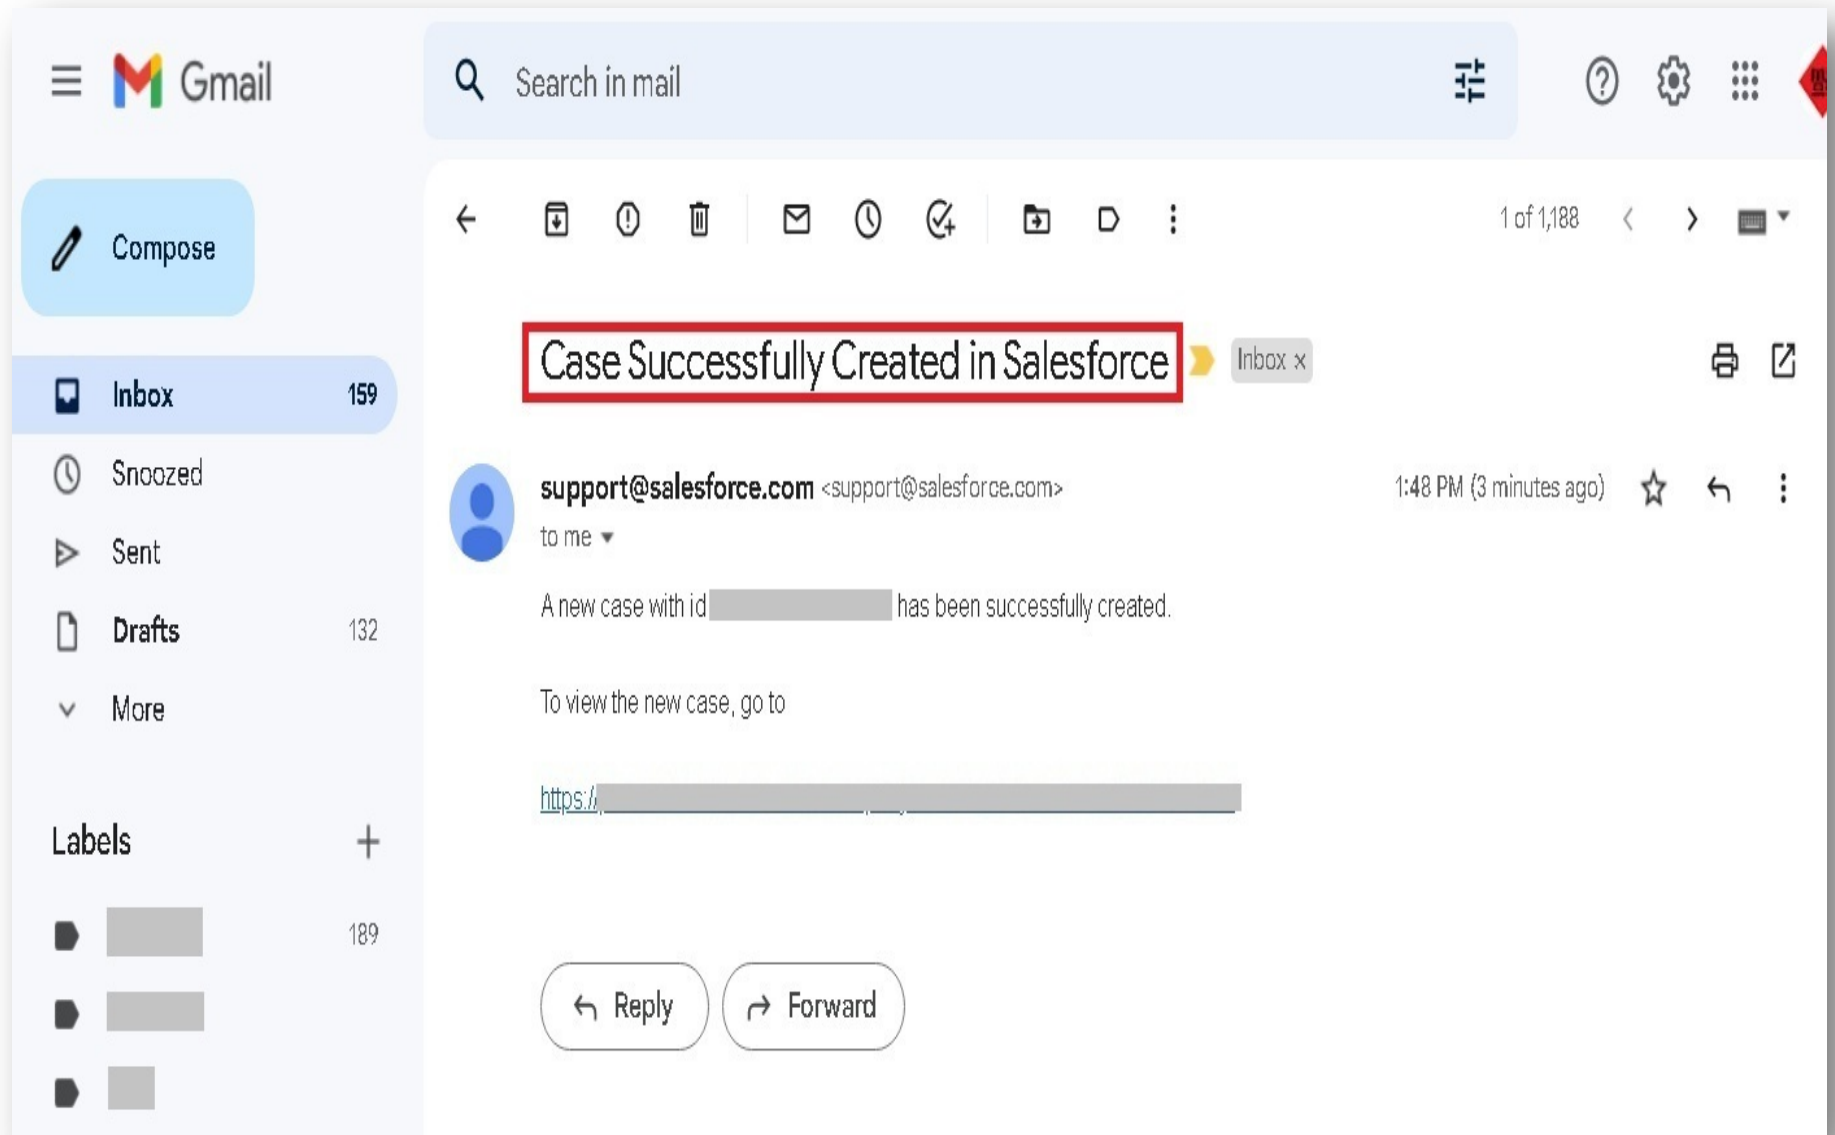 Gmail
Search in mail
Compose
1 of 1,188
Case Successfully Created in Salesforce
Inbox x
Inbox 159
Snoozed
Sent
Drafts 132
More
Labels
189
support@salesforce.com <support@salesforce.com>
1:48 PM (3 minutes ago)
to me
A new case with id has been successfully created.
To view the new case, go to
https://
Reply
Forward